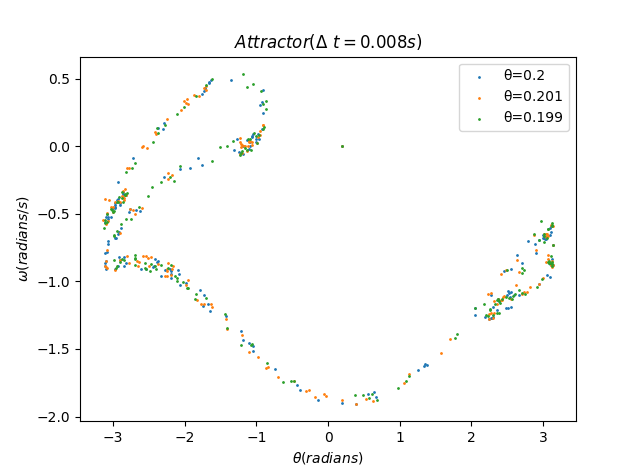 Attractor(Δ t = 0.008s)
θ=0.2
θ=0.201
θ=0.199
0.5
0.0
−0.5
−1.0
−1.5
−2.0
ω(radians/s)
−3 −2 −1 0 1 2 3
θ(radians)